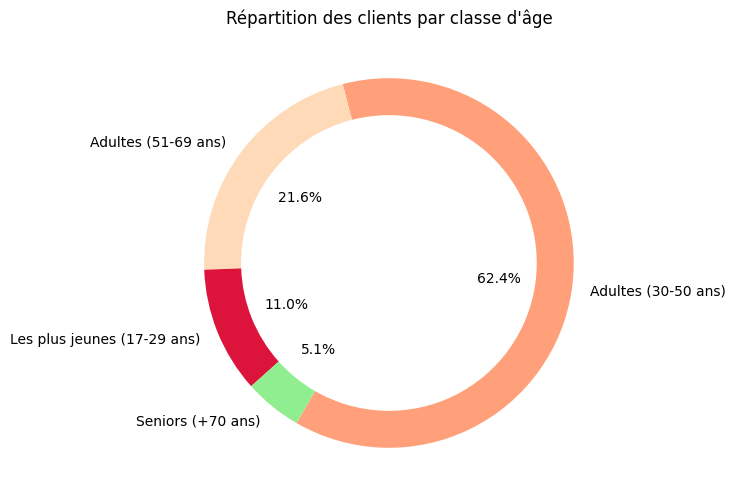 Répartition des clients par classe d'âge
Adultes (51-69 ans)
21.6%
62.4%
Adultes (30-50 ans)
11.0%
Les plus jeunes (17-29 ans)
5.1%
Seniors (+70 ans)